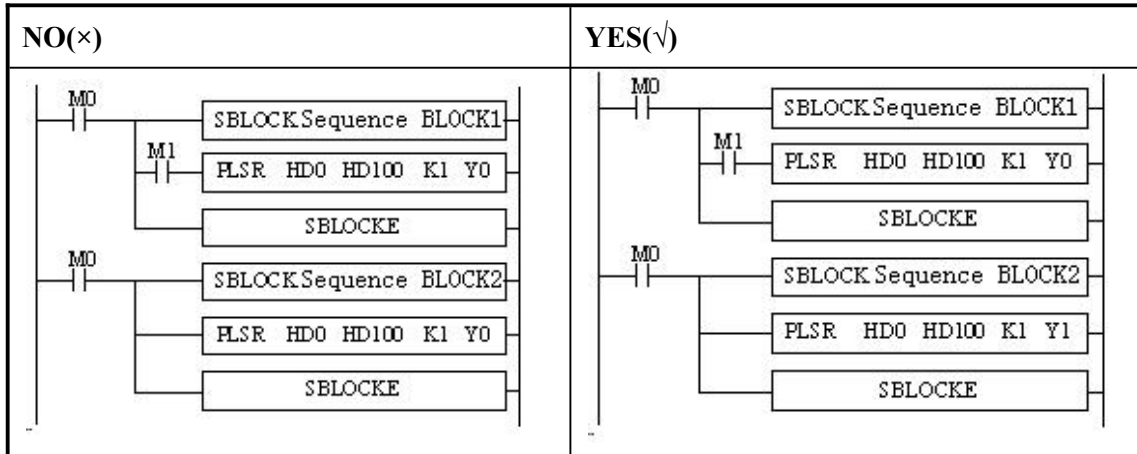 NO(×)
YES(√)
M0
SBLOCK Sequence BLOCK1
M1
PLSR HD0 HD100 K1 Y0
SBLOCKE
M0
SBLOCK Sequence BLOCK2
PLSR HD0 HD100 K1 Y0
SBLOCKE
M0
SBLOCK Sequence BLOCK1
M1
PLSR HD0 HD100 K1 Y0
SBLOCKE
M0
SBLOCK Sequence BLOCK2
PLSR HD0 HD100 K1 Y1
SBLOCKE